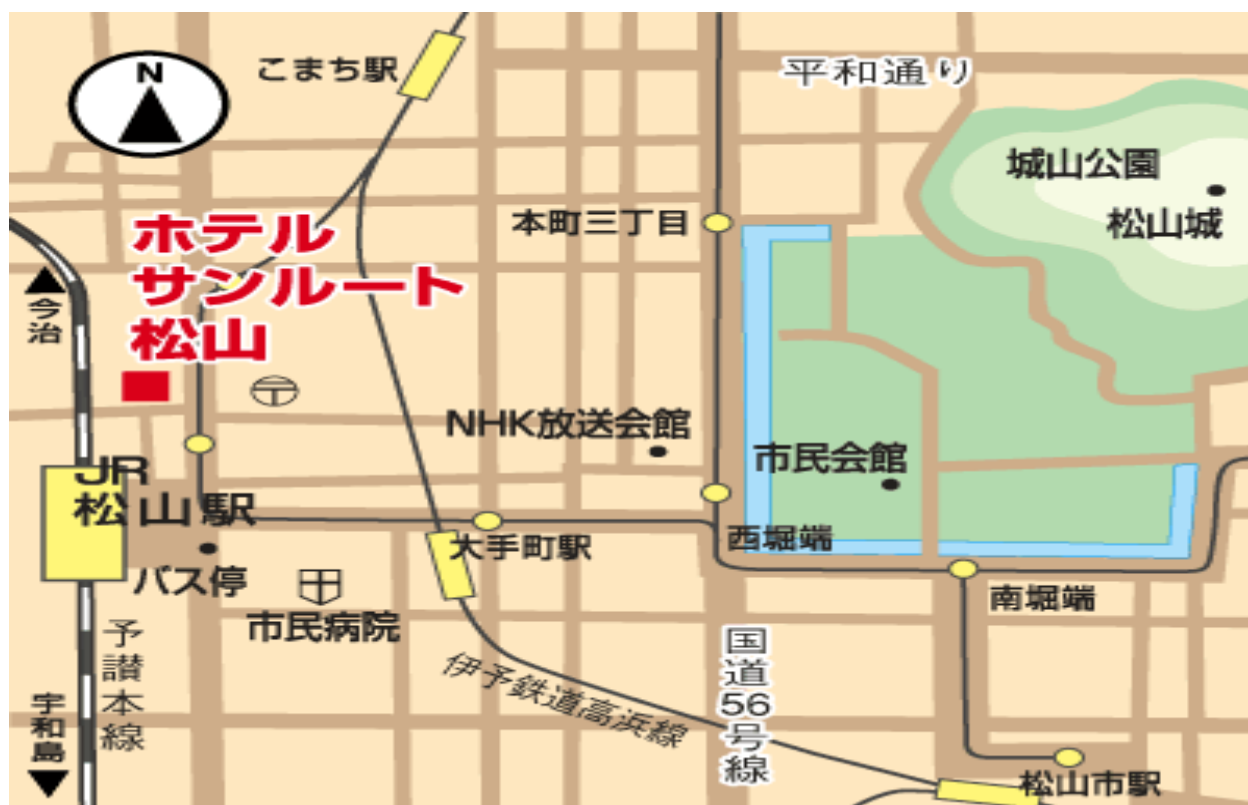 N
こまち駅
平和通り
城山公園
松山城
本町三丁目
ホテル
サンルート
松山
今治
NHK放送会館
市民会館
JR
松山駅
バス停
大手町駅
西堀端
南堀端
市民病院
予讃本線
宇和島
伊予鉄道高浜線
国道56号線
松山市駅